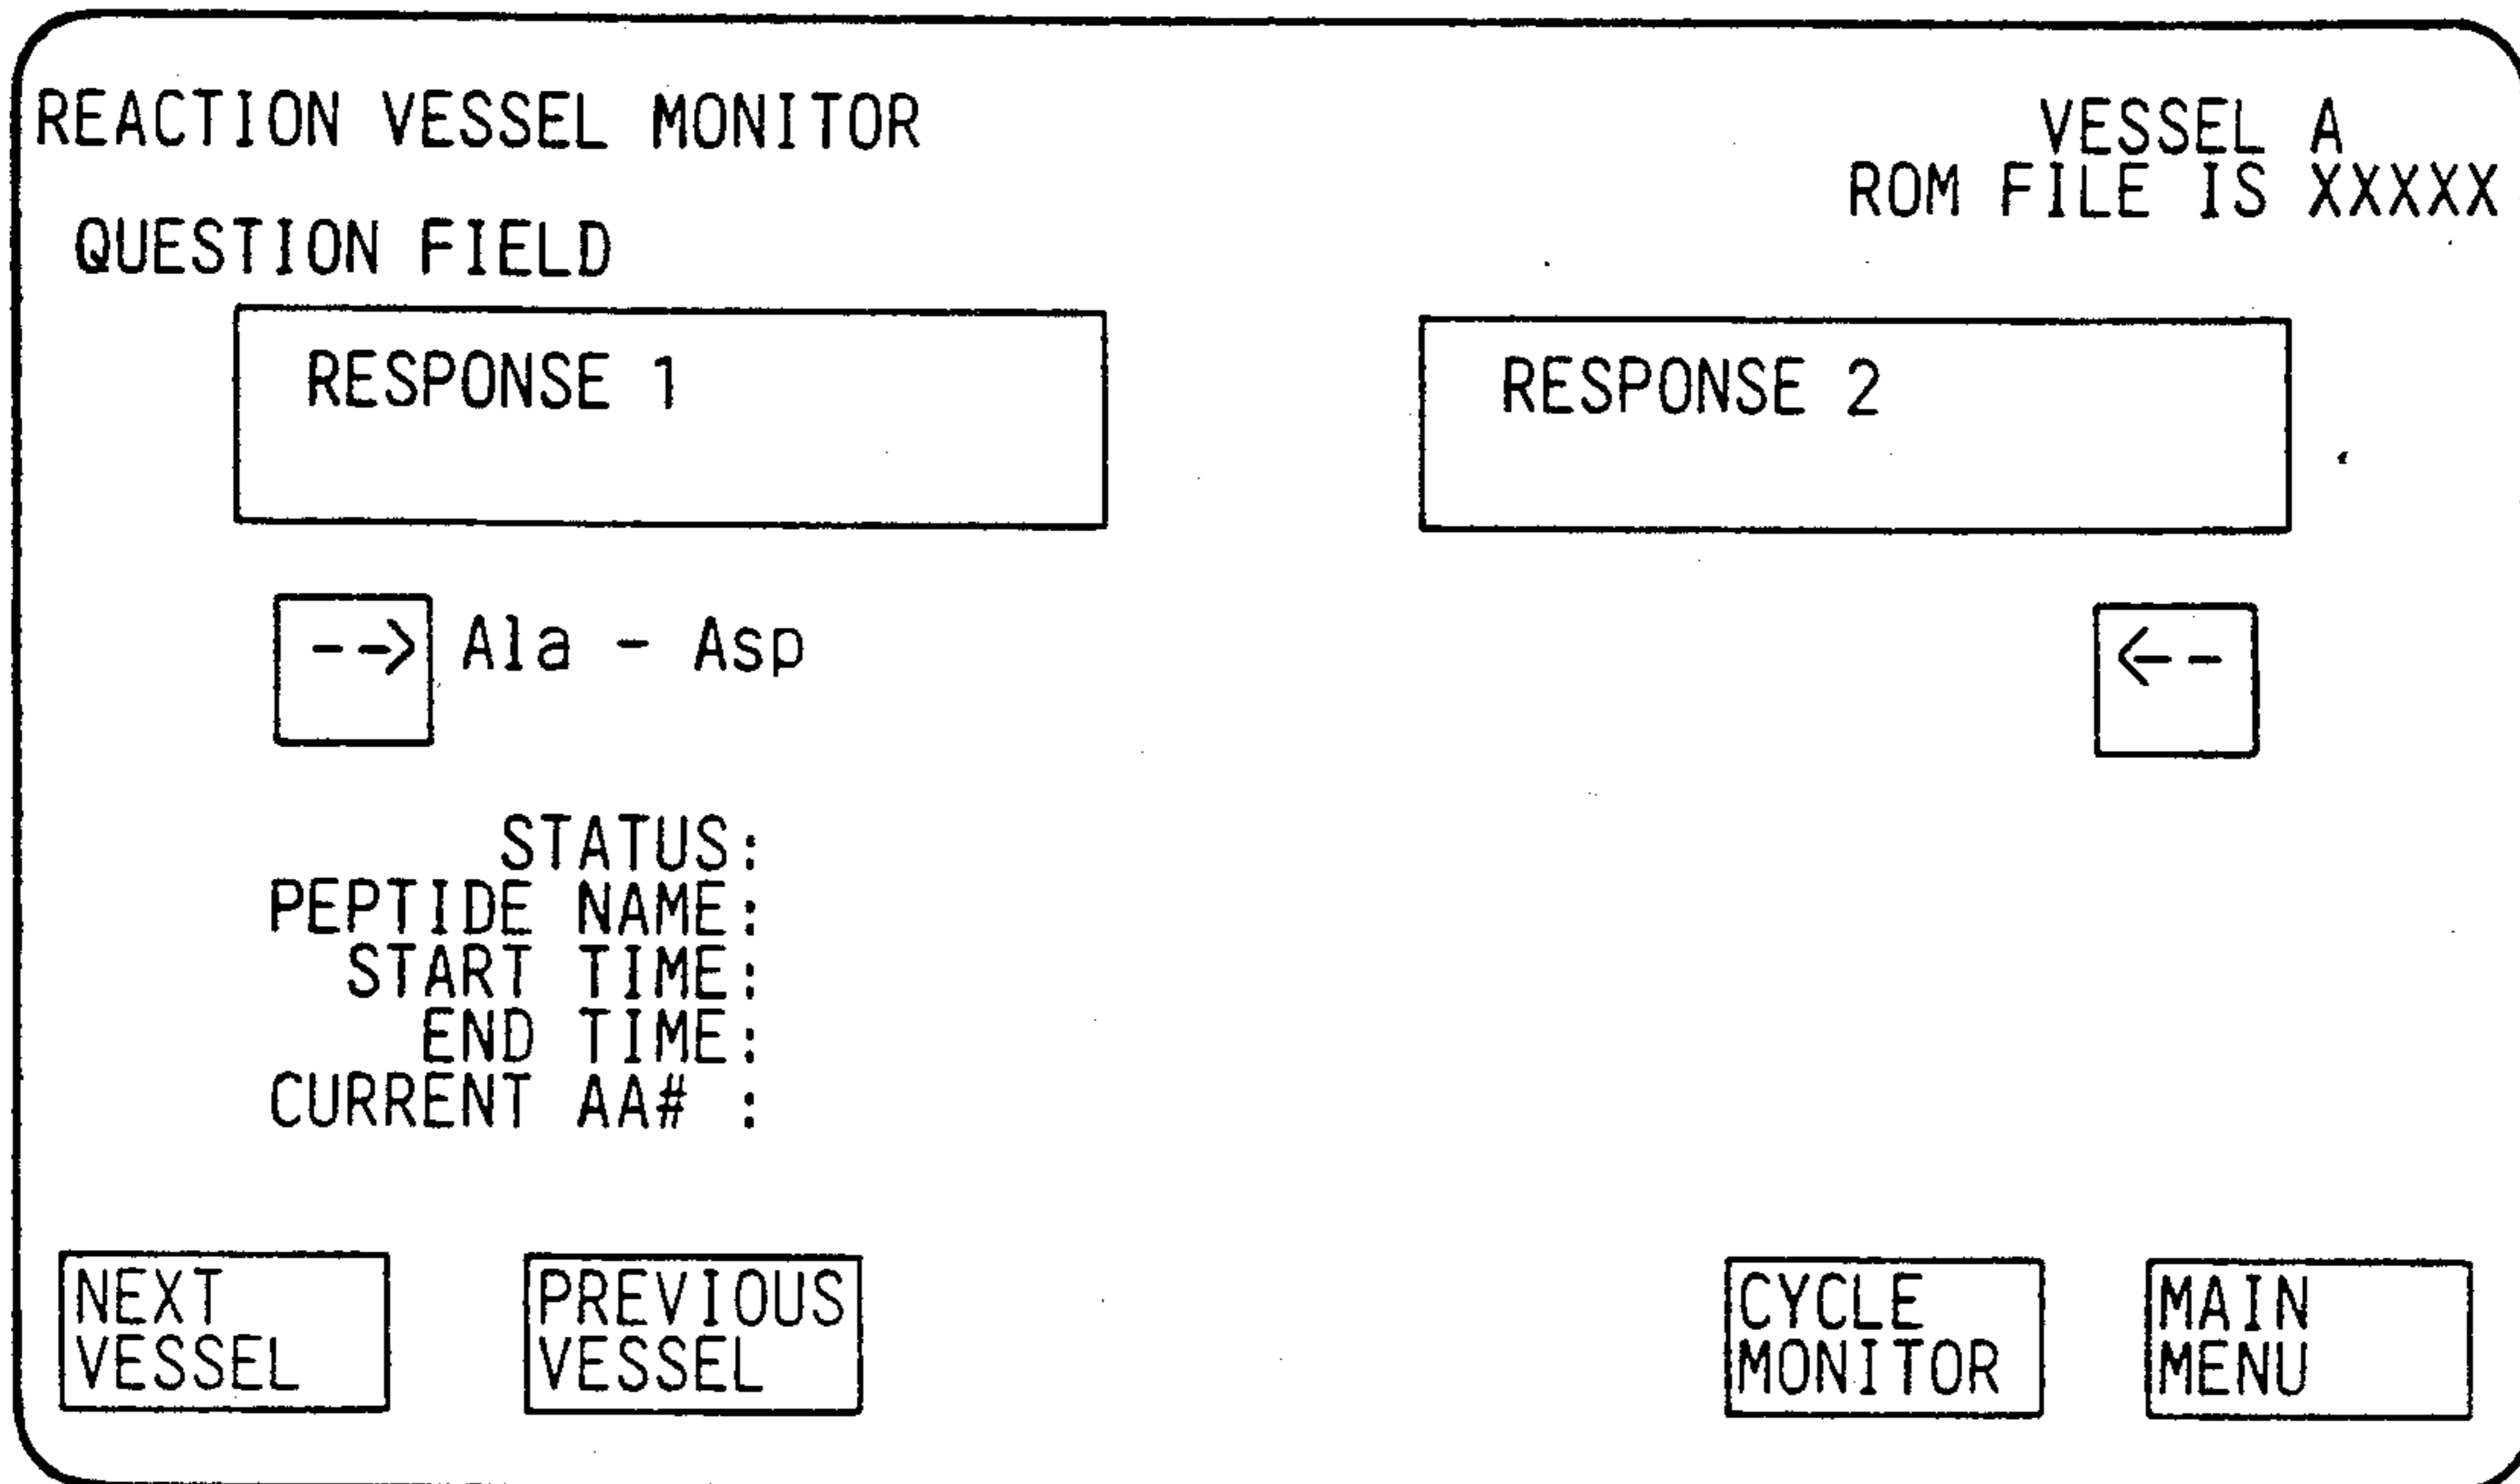 REACTION VESSEL MONITOR
VESSEL A
ROM FILE IS XXXXX
QUESTION FIELD
RESPONSE 1
RESPONSE 2
--> Ala - Asp
<--
STATUS:
PEPTIDE NAME:
START TIME:
END TIME:
CURRENT AA# :
NEXT
VESSEL
PREVIOUS
VESSEL
CYCLE
MONITOR
MAIN
MENU